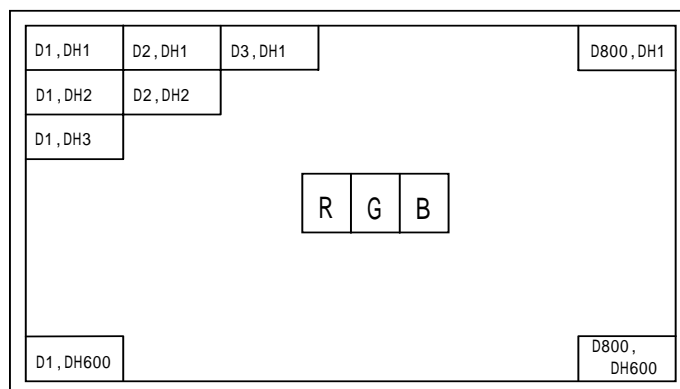 D1,DH1
D2,DH1
D3,DH1
D800,DH1
D1,DH2
D2,DH2
D1,DH3
R G B
D1,DH600
D800,
DH600